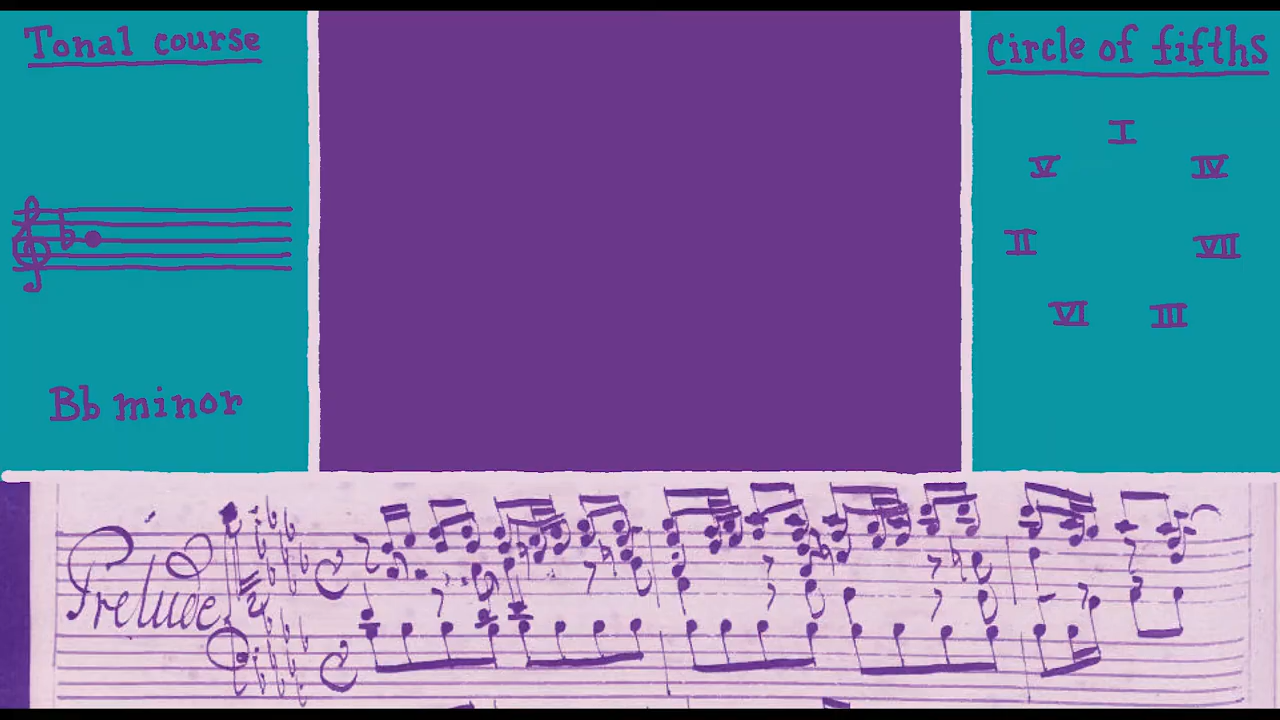 Tonal course
Bb minor
Circle of fifths
I
V
IV
II
VII
VI
III
Prelude